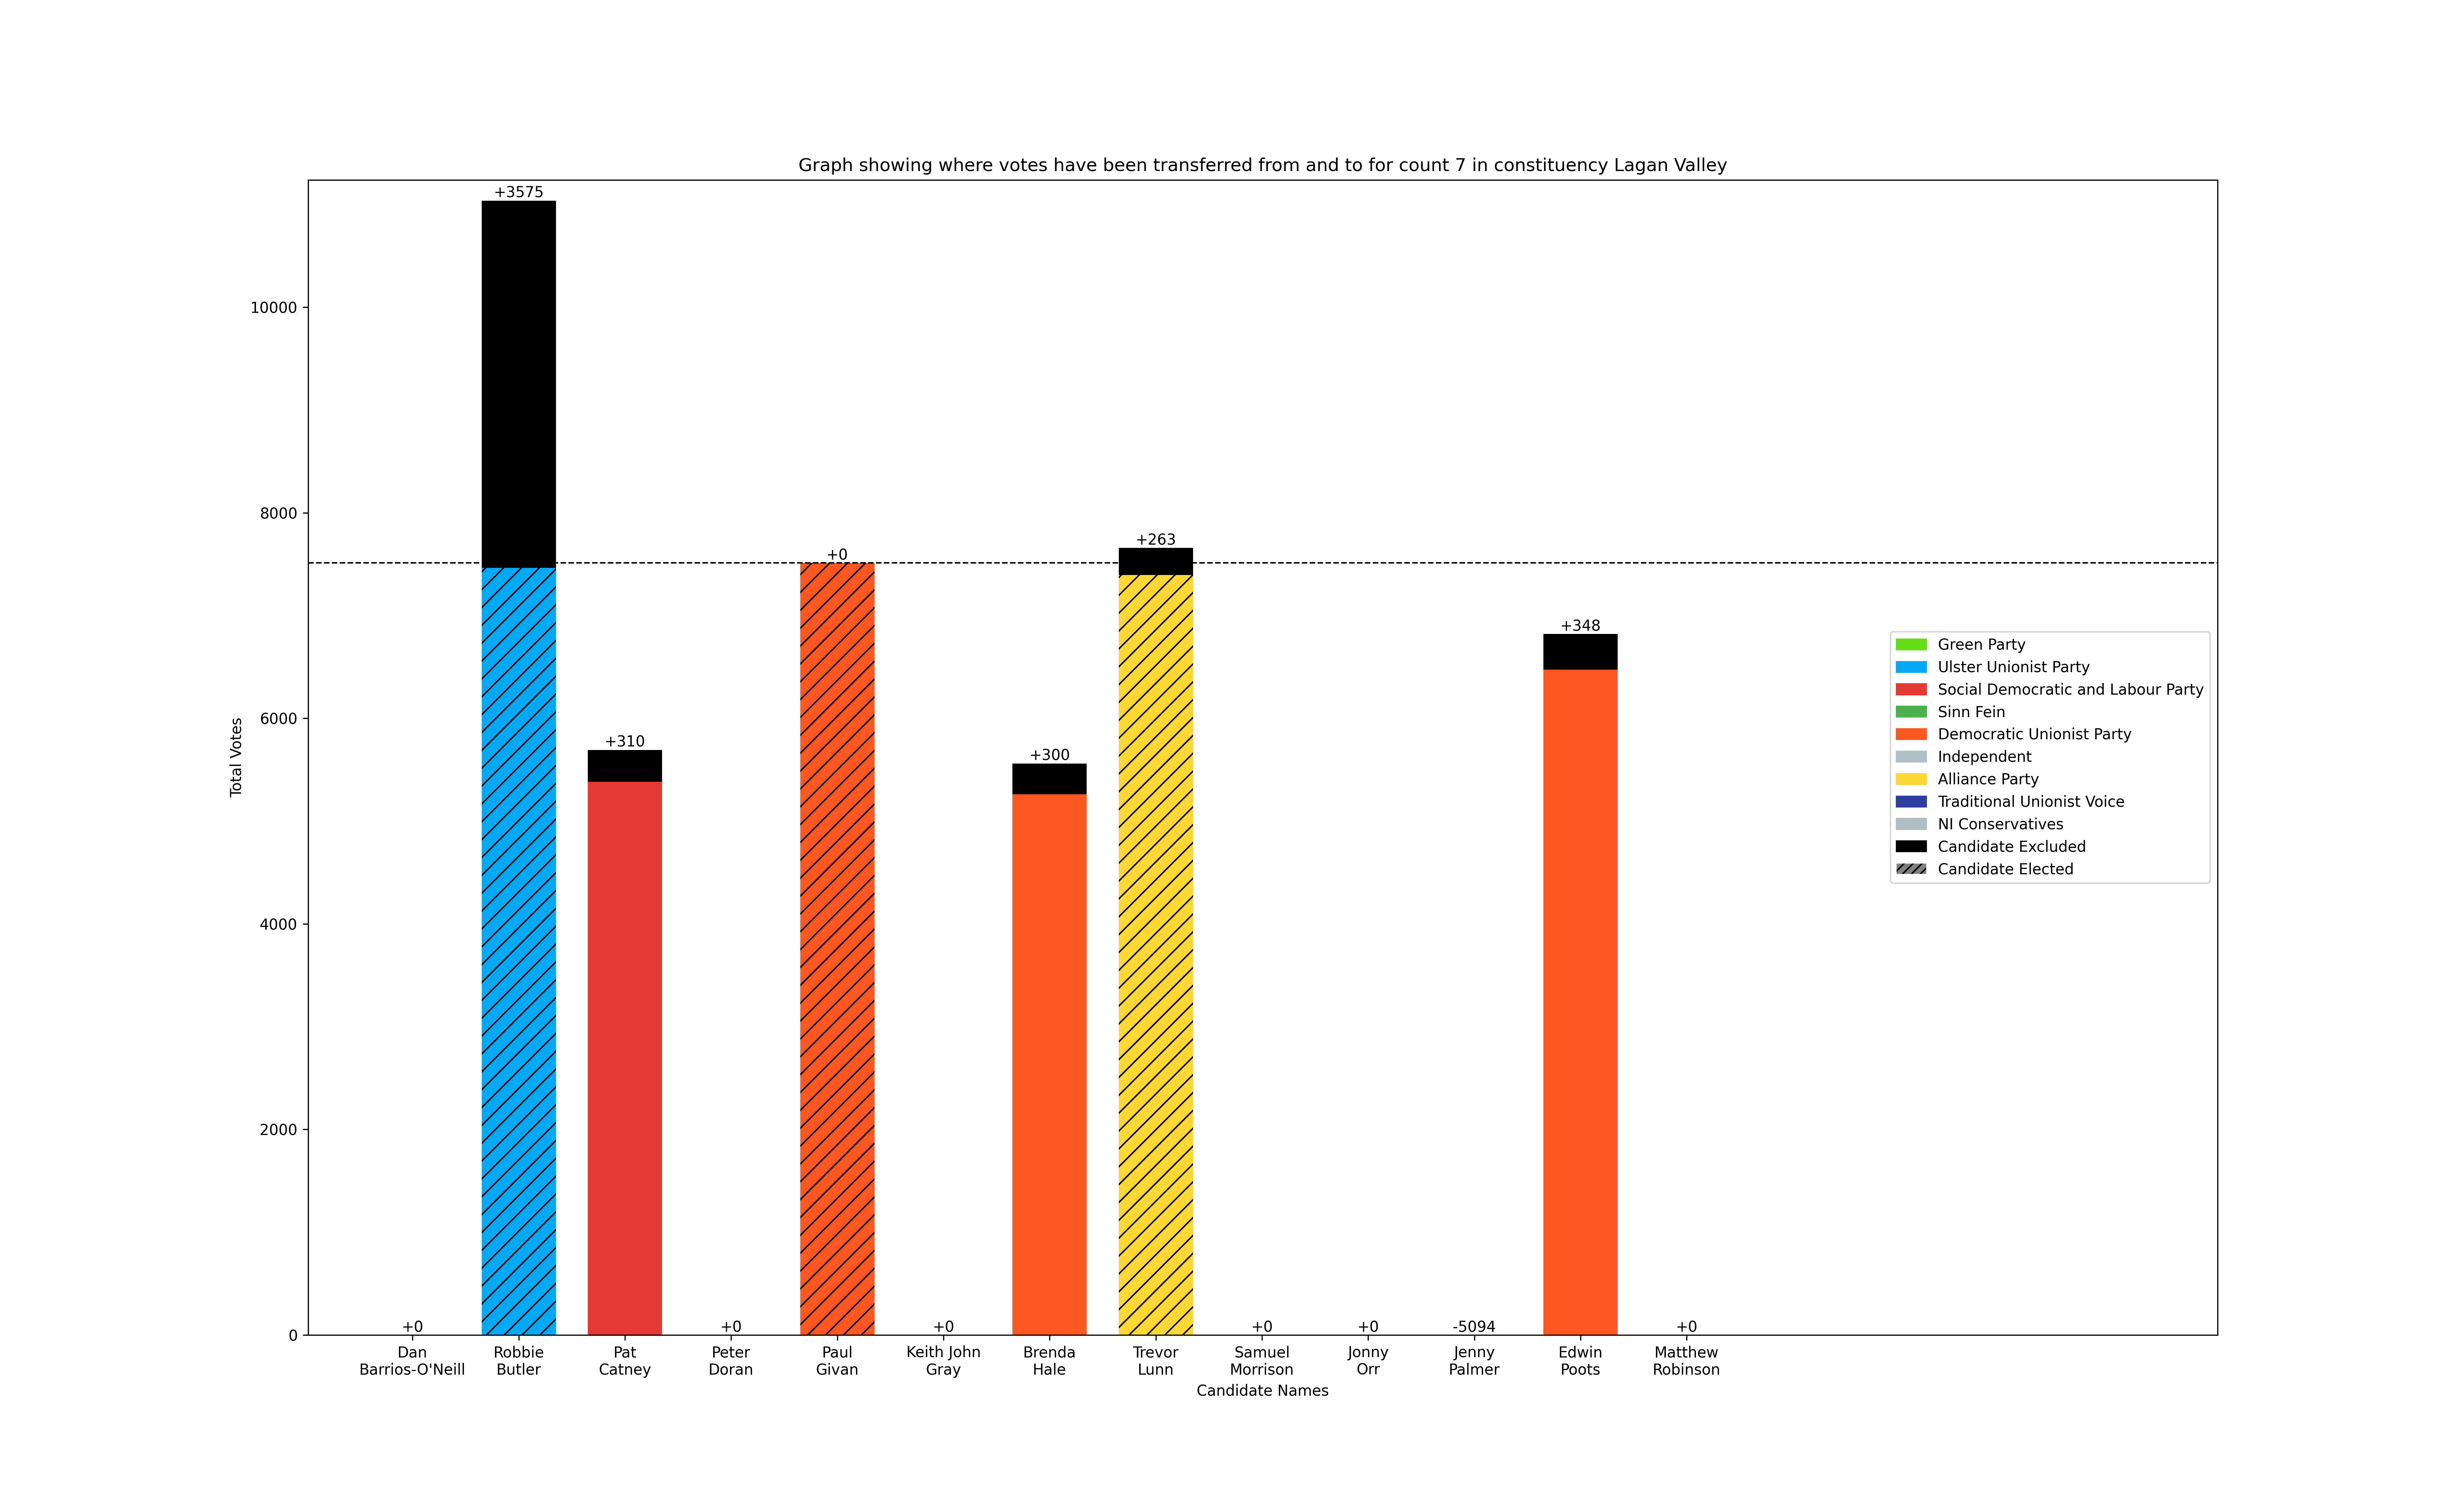 Graph showing where votes have been transferred from and to for count 7 in constituency Lagan Valley
Total Votes
10000
8000
6000
4000
2000
0
+0
+3575
+310
+0
+0
+0
+300
+263
+0
+0
-5094
+348
+0
Green Party
Ulster Unionist Party
Social Democratic and Labour Party
Sinn Fein
Democratic Unionist Party
Independent
Alliance Party
Traditional Unionist Voice
NI Conservatives
Candidate Excluded
Candidate Elected
Dan
Barrios-O'Neill
Robbie
Butler
Pat
Catney
Peter
Doran
Paul
Givan
Keith John
Gray
Brenda
Hale
Trevor
Lunn
Samuel
Morrison
Jonny
Orr
Jenny
Palmer
Edwin
Poots
Matthew
Robinson
Candidate Names